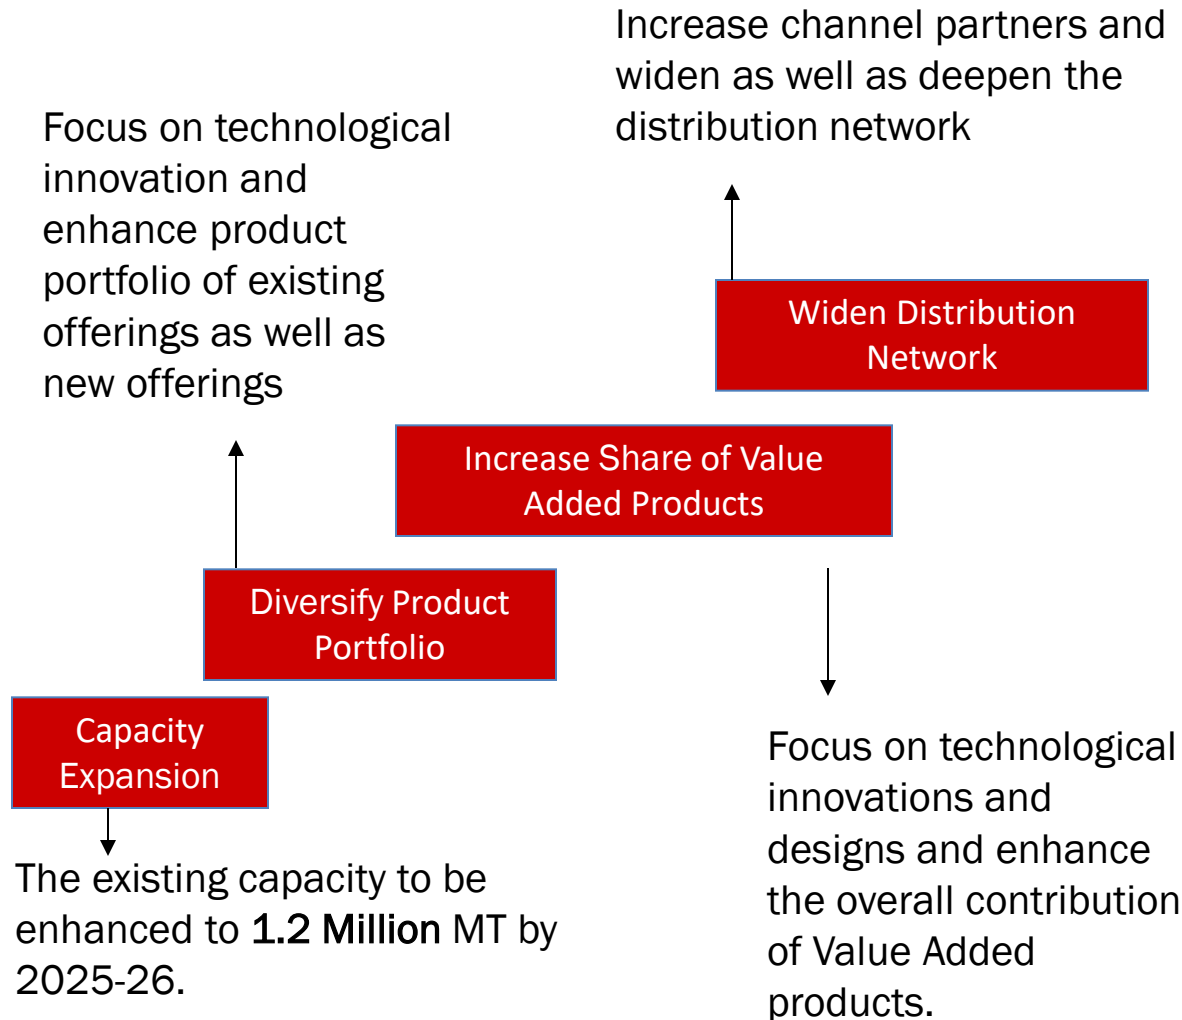 Increase channel partners and
widen as well as deepen the
distribution network
Focus on technological
innovation and
enhance product
portfolio of existing
offerings as well as
new offerings
Widen Distribution
Network
Increase Share of Value
Added Products
Diversify Product
Portfolio
Capacity
Expansion
The existing capacity to be
enhanced to 1.2 Million MT by
2025-26.
Focus on technological
innovations and
designs and enhance
the overall contribution
of Value Added
products.